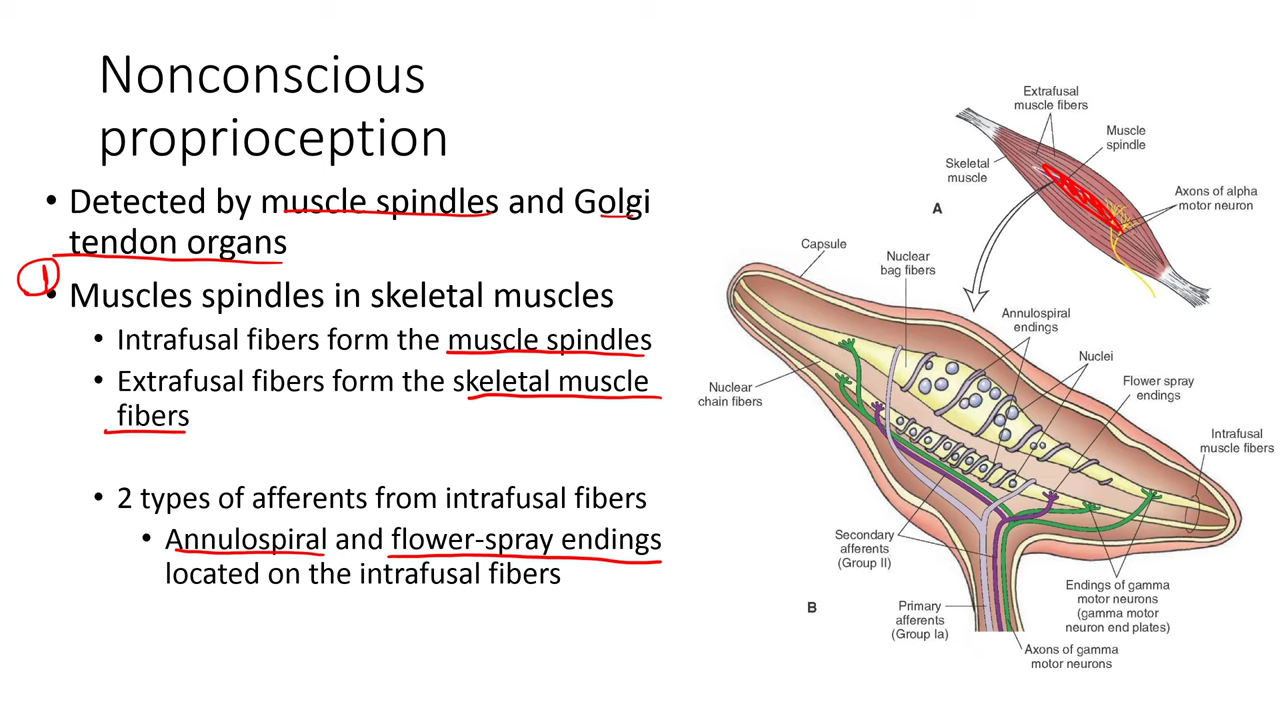 Nonconscious
proprioception
• Detected by muscle spindles and Golgi
tendon organs
1
• Muscles spindles in skeletal muscles
• Intrafusal fibers form the muscle spindles
• Extrafusal fibers form the skeletal muscle
fibers
• 2 types of afferents from intrafusal fibers
• Annulospiral and flower-spray endings
located on the intrafusal fibers
Extrafusal
muscle fibers
Muscle
spindle
Skeletal
muscle
Axons of alpha
motor neuron
A
Capsule
Nuclear
bag fibers
Annulospiral
endings
Nuclei
Flower spray
endings
Nuclear
chain fibers
Intrafusal
muscle fibers
Secondary
afferents
(Group II)
Endings of gamma
motor neurons
(gamma motor
neuron end plates)
B
Primary
afferents
(Group Ia)
Axons of gamma
motor neurons